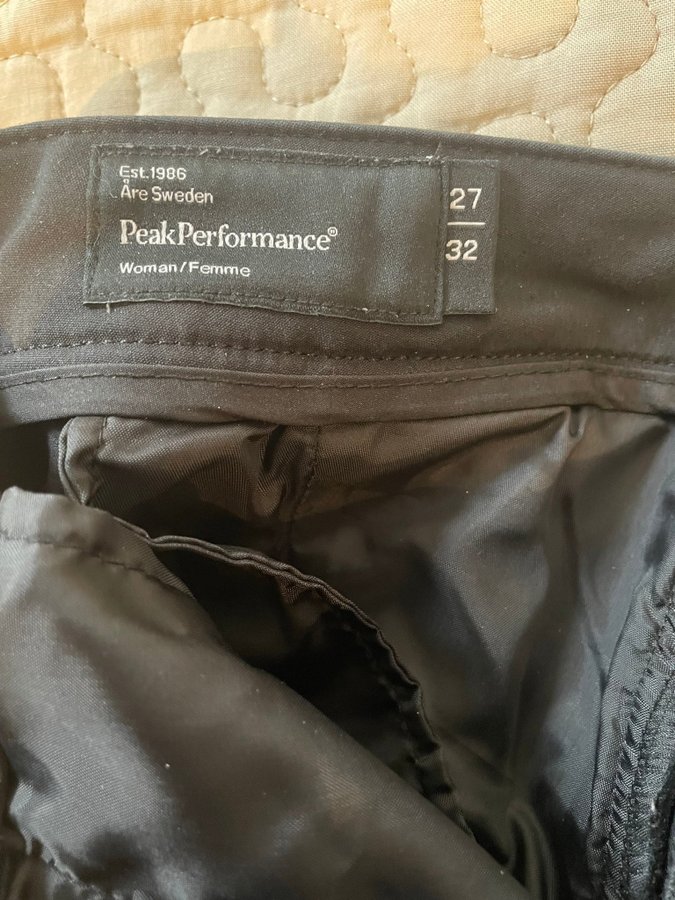 Est.1986
Åre Sweden
PeakPerformance®
Woman/Femme
27
32